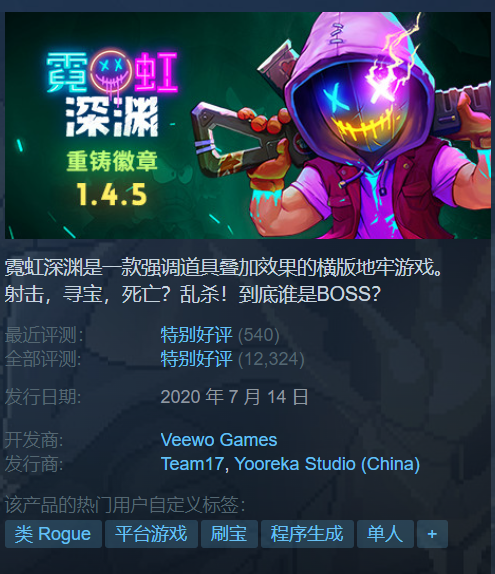 霓虹
深渊
重铸徽章
1.4.5
霓虹深渊是一款强调道具叠加效果的横版地牢游戏。
射击，寻宝，死亡？乱杀！到底谁是BOSS？
最近评测： 特别好评 (540)
全部评测： 特别好评 (12,324)
发行日期: 2020 年 7 月 14 日
开发商: Veewo Games
发行商: Team17, Yooreka Studio (China)
该产品的热门用户自定义标签：
类 Rogue 平台游戏 刷宝 程序生成 单人 +